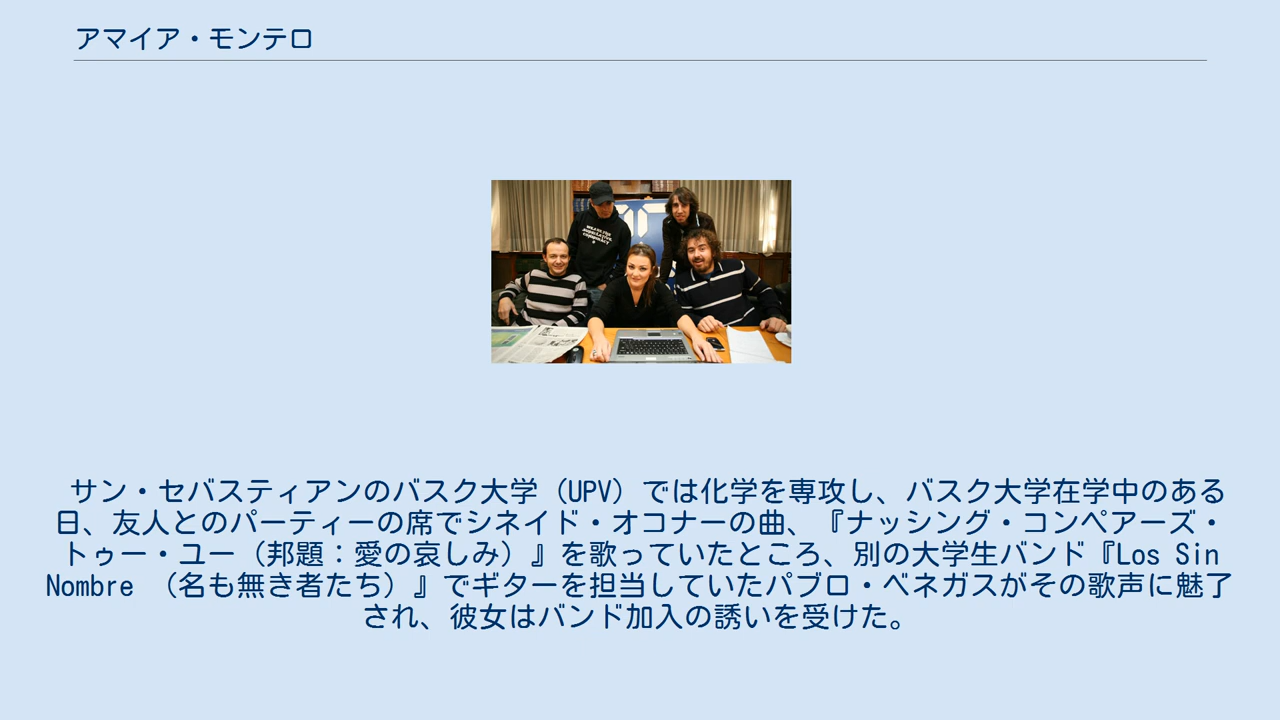 アマイア・モンテロ
サン・セバスティアンのバスク大学（UPV）では化学を専攻し、バスク大学在学中のある
日、友人とのパーティーの席でシネイド・オコナーの曲、『ナッシング・コンペアーズ・
トゥー・ユー（邦題：愛の哀しみ）』を歌っていたところ、別の大学生バンド『Los Sin
Nombre （名も無き者たち）』でギターを担当していたパブロ・ベネガスがその歌声に魅了
され、彼女はバンド加入の誘いを受けた。